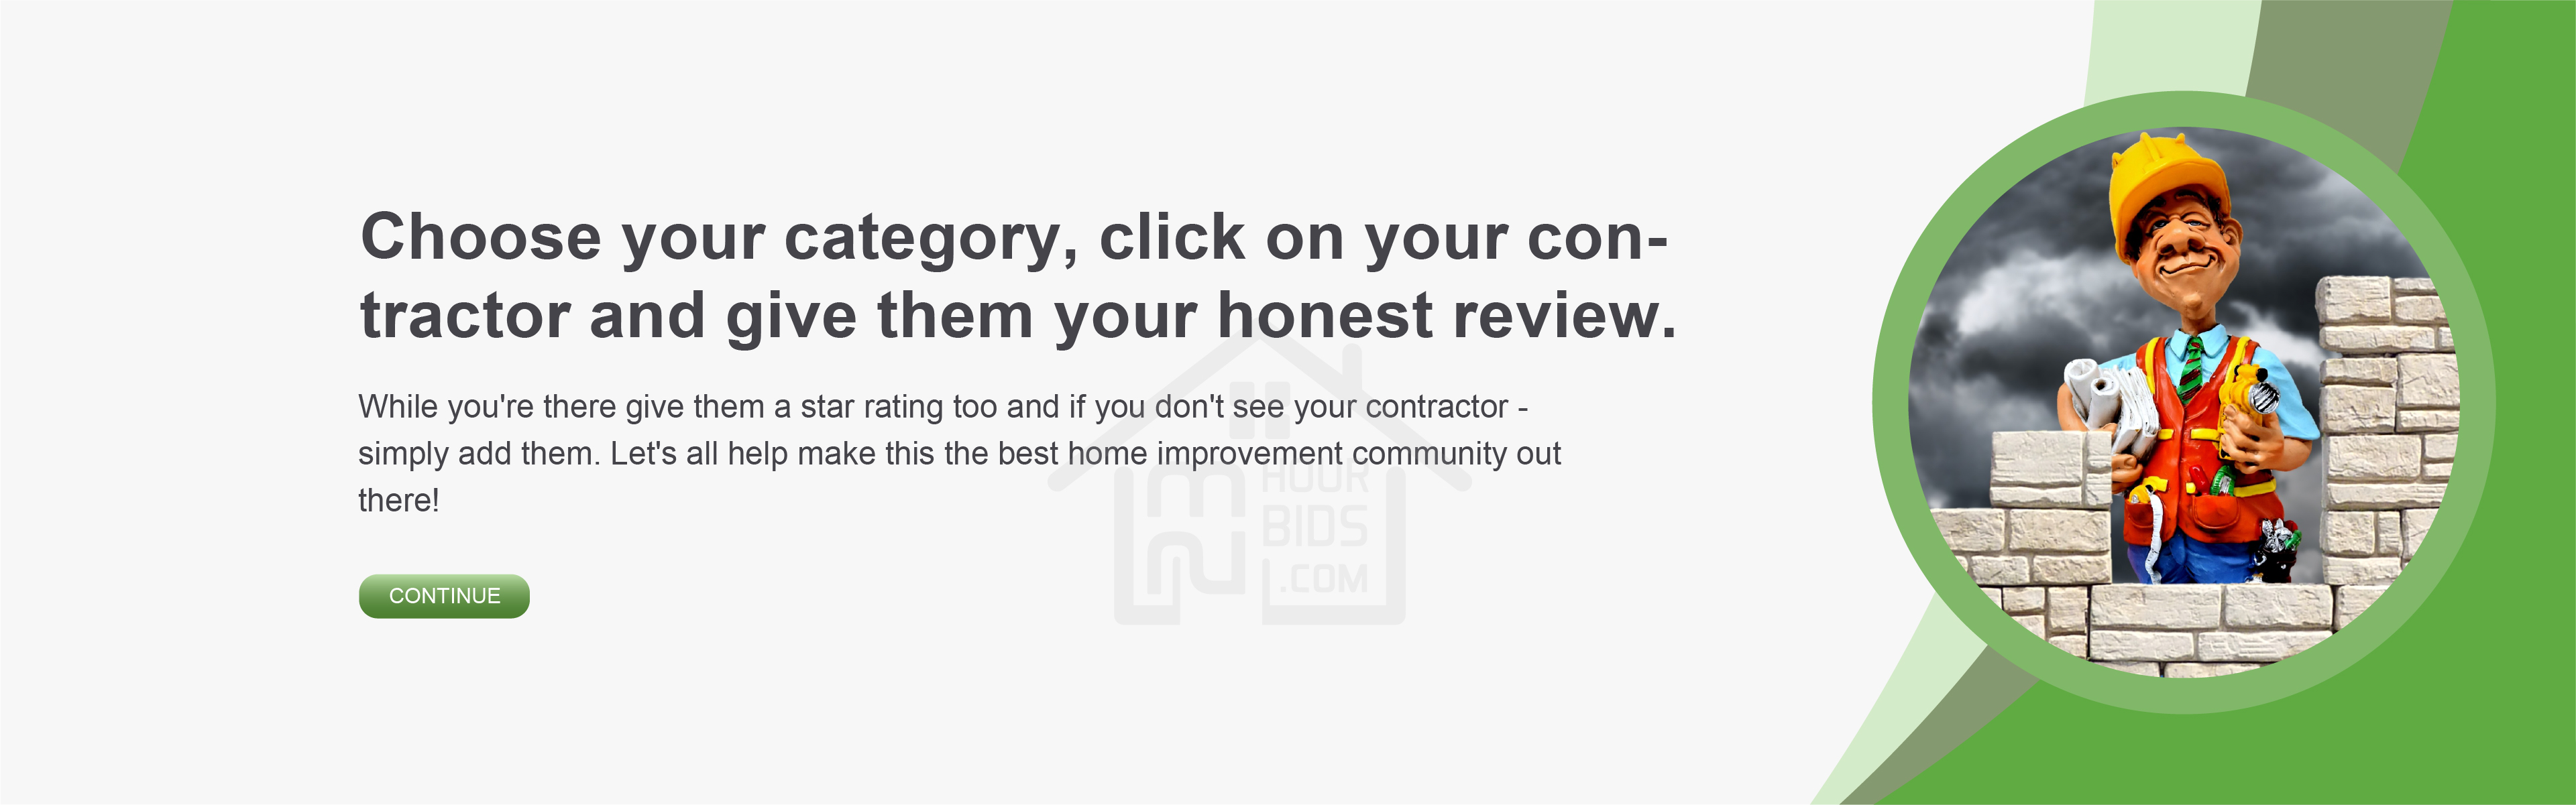 Choose your category, click on your con-
tractor and give them your honest review.
While you're there give them a star rating too and if you don't see your contractor -
simply add them. Let's all help make this the best home improvement community out
there!
CONTINUE
HOUR
BIDS
.COM